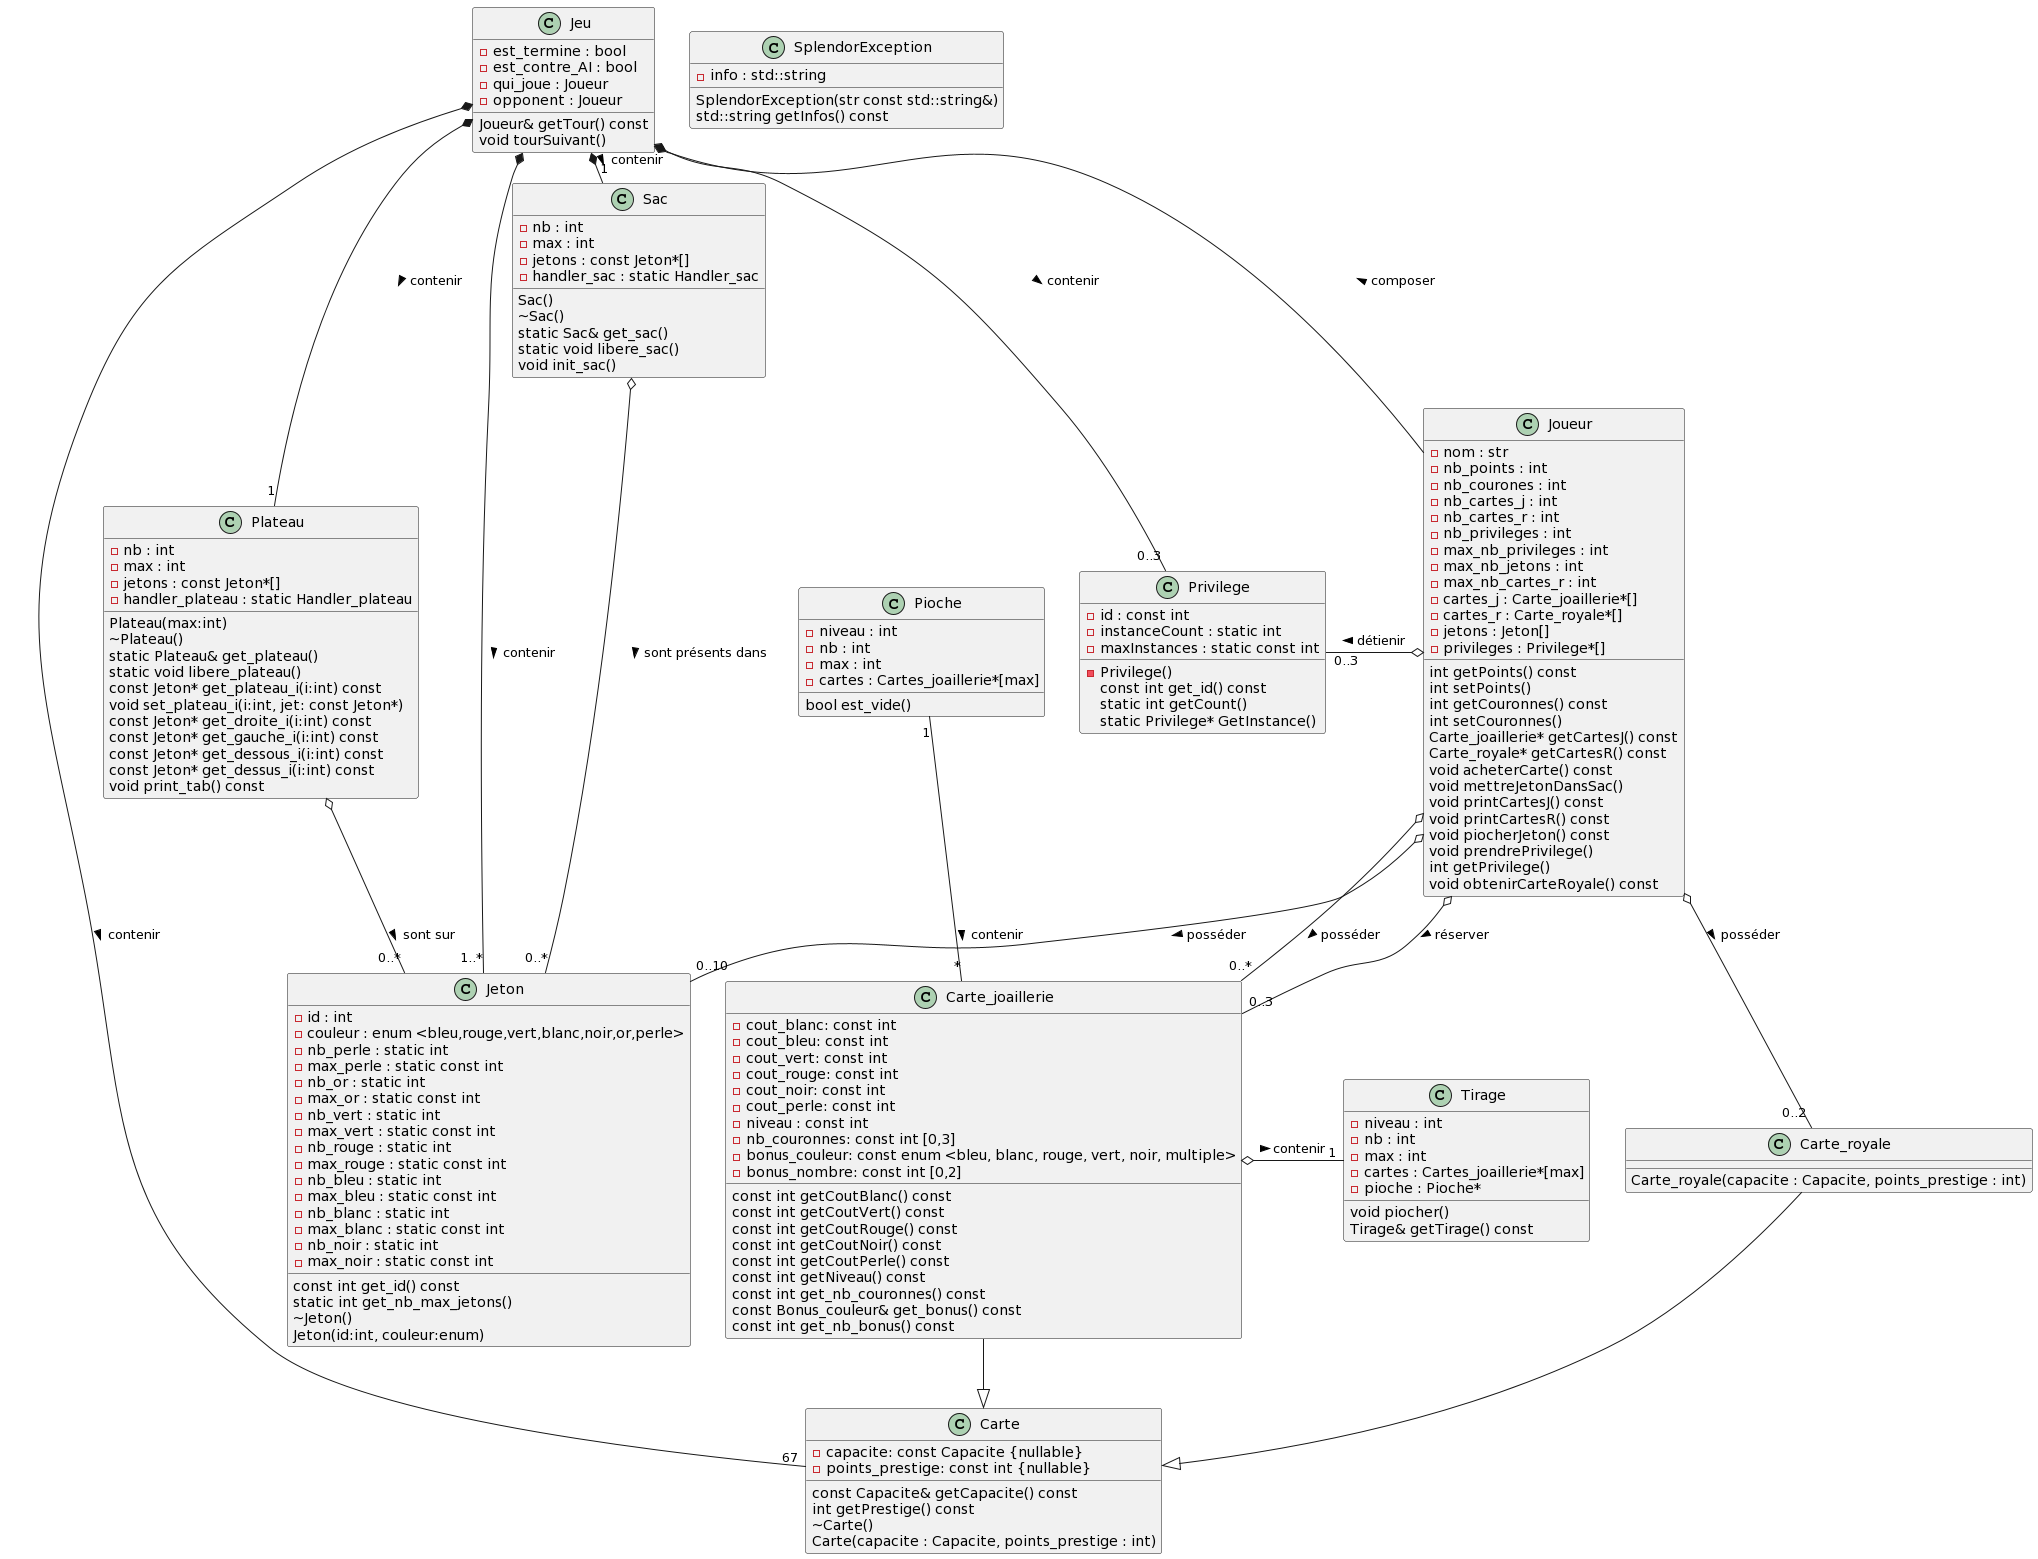 C Jeu
est_termine : bool
est_contre_AI : bool
qui_joue : Joueur
opponent : Joueur
Joueur& getTour() const
void tourSuivant()
C SplendorException
info : std::string
SplendorException(str const std::string&)
std::string getInfos() const
contenir
1
C Sac
nb : int
max : int
jetons : const Jeton*[]
handler_sac : static Handler_sac
Sac()
~Sac()
static Sac& get_sac()
static void libere_sac()
void init_sac()
contenir
contenir
composer
C Joueur
nom : str
nb_points : int
nb_courones : int
nb_cartes_j : int
nb_cartes_r : int
nb_privileges : int
max_nb_privileges : int
max_nb_jetons : int
max_nb_cartes_r : int
cartes_j : Carte_joaillerie*[]
cartes_r : Carte_royale*[]
jetons : Jeton[]
privileges : Privilege*[]
int getPoints() const
int setPoints()
int getCouronnes() const
int setCouronnes()
Carte_joaillerie* getCartesJ() const
Carte_royale* getCartesR() const
void acheterCarte() const
void mettreJetonDansSac()
void printCartesJ() const
void printCartesR() const
void piocherJeton() const
void prendrePrivilege()
int getPrivilege()
void obtenirCarteRoyale() const
1
C Plateau
nb : int
max : int
jetons : const Jeton*[]
handler_plateau : static Handler_plateau
Plateau(max:int)
~Plateau()
static Plateau& get_plateau()
static void libere_plateau()
const Jeton* get_plateau_i(i:int) const
void set_plateau_i(i:int, jet: const Jeton*)
const Jeton* get_droite_i(i:int) const
const Jeton* get_gauche_i(i:int) const
const Jeton* get_dessous_i(i:int) const
const Jeton* get_dessus_i(i:int) const
void print_tab() const
contenir
sont présents dans
C Pioche
niveau : int
nb : int
max : int
cartes : Cartes_joaillerie*[max]
bool est_vide()
1
0..3
C Privilege
id : const int
instanceCount : static int
maxInstances : static const int
Privilege()
const int get_id() const
static int getCount()
static Privilege* GetInstance()
détenir
0..3
contenir
sont sur
contenir
posséder
posséder
réserver
posséder
0..*
1..*
0..*
0..10
*
0..*
0..3
0..2
C Jeton
id : int
couleur : enum <bleu,rouge,vert,blanc,noir,or,perle>
nb_perle : static int
max_perle : static const int
nb_or : static int
max_or : static const int
nb_vert : static int
max_vert : static const int
nb_rouge : static int
max_rouge : static const int
nb_bleu : static int
max_bleu : static const int
nb_blanc : static int
max_blanc : static const int
nb_noir : static int
max_noir : static const int
const int get_id() const
static int get_nb_max_jetons()
~Jeton()
Jeton(id:int, couleur:enum)
C Carte_joaillerie
cout_blanc: const int
cout_bleu: const int
cout_vert: const int
cout_rouge: const int
cout_noir: const int
cout_perle: const int
niveau : const int
nb_couronnes: const int [0,3]
bonus_couleur: const enum <bleu, blanc, rouge, vert, noir, multiple>
bonus_nombre: const int [0,2]
const int getCoutBlanc() const
const int getCoutVert() const
const int getCoutRouge() const
const int getCoutNoir() const
const int getCoutPerle() const
const int getNiveau() const
const int get_nb_couronnes() const
const Bonus_couleur& get_bonus() const
const int get_nb_bonus() const
contenir
1
C Tirage
niveau : int
nb : int
max : int
cartes : Cartes_joaillerie*[max]
pioche : Pioche*
void piocher()
Tirage& getTirage() const
C Carte_royale
Carte_royale(capacite : Capacite, points_prestige : int)
67
C Carte
capacite: const Capacite {nullable}
points_prestige: const int {nullable}
const Capacite& getCapacite() const
int getPrestige() const
~Carte()
Carte(capacite : Capacite, points_prestige : int)